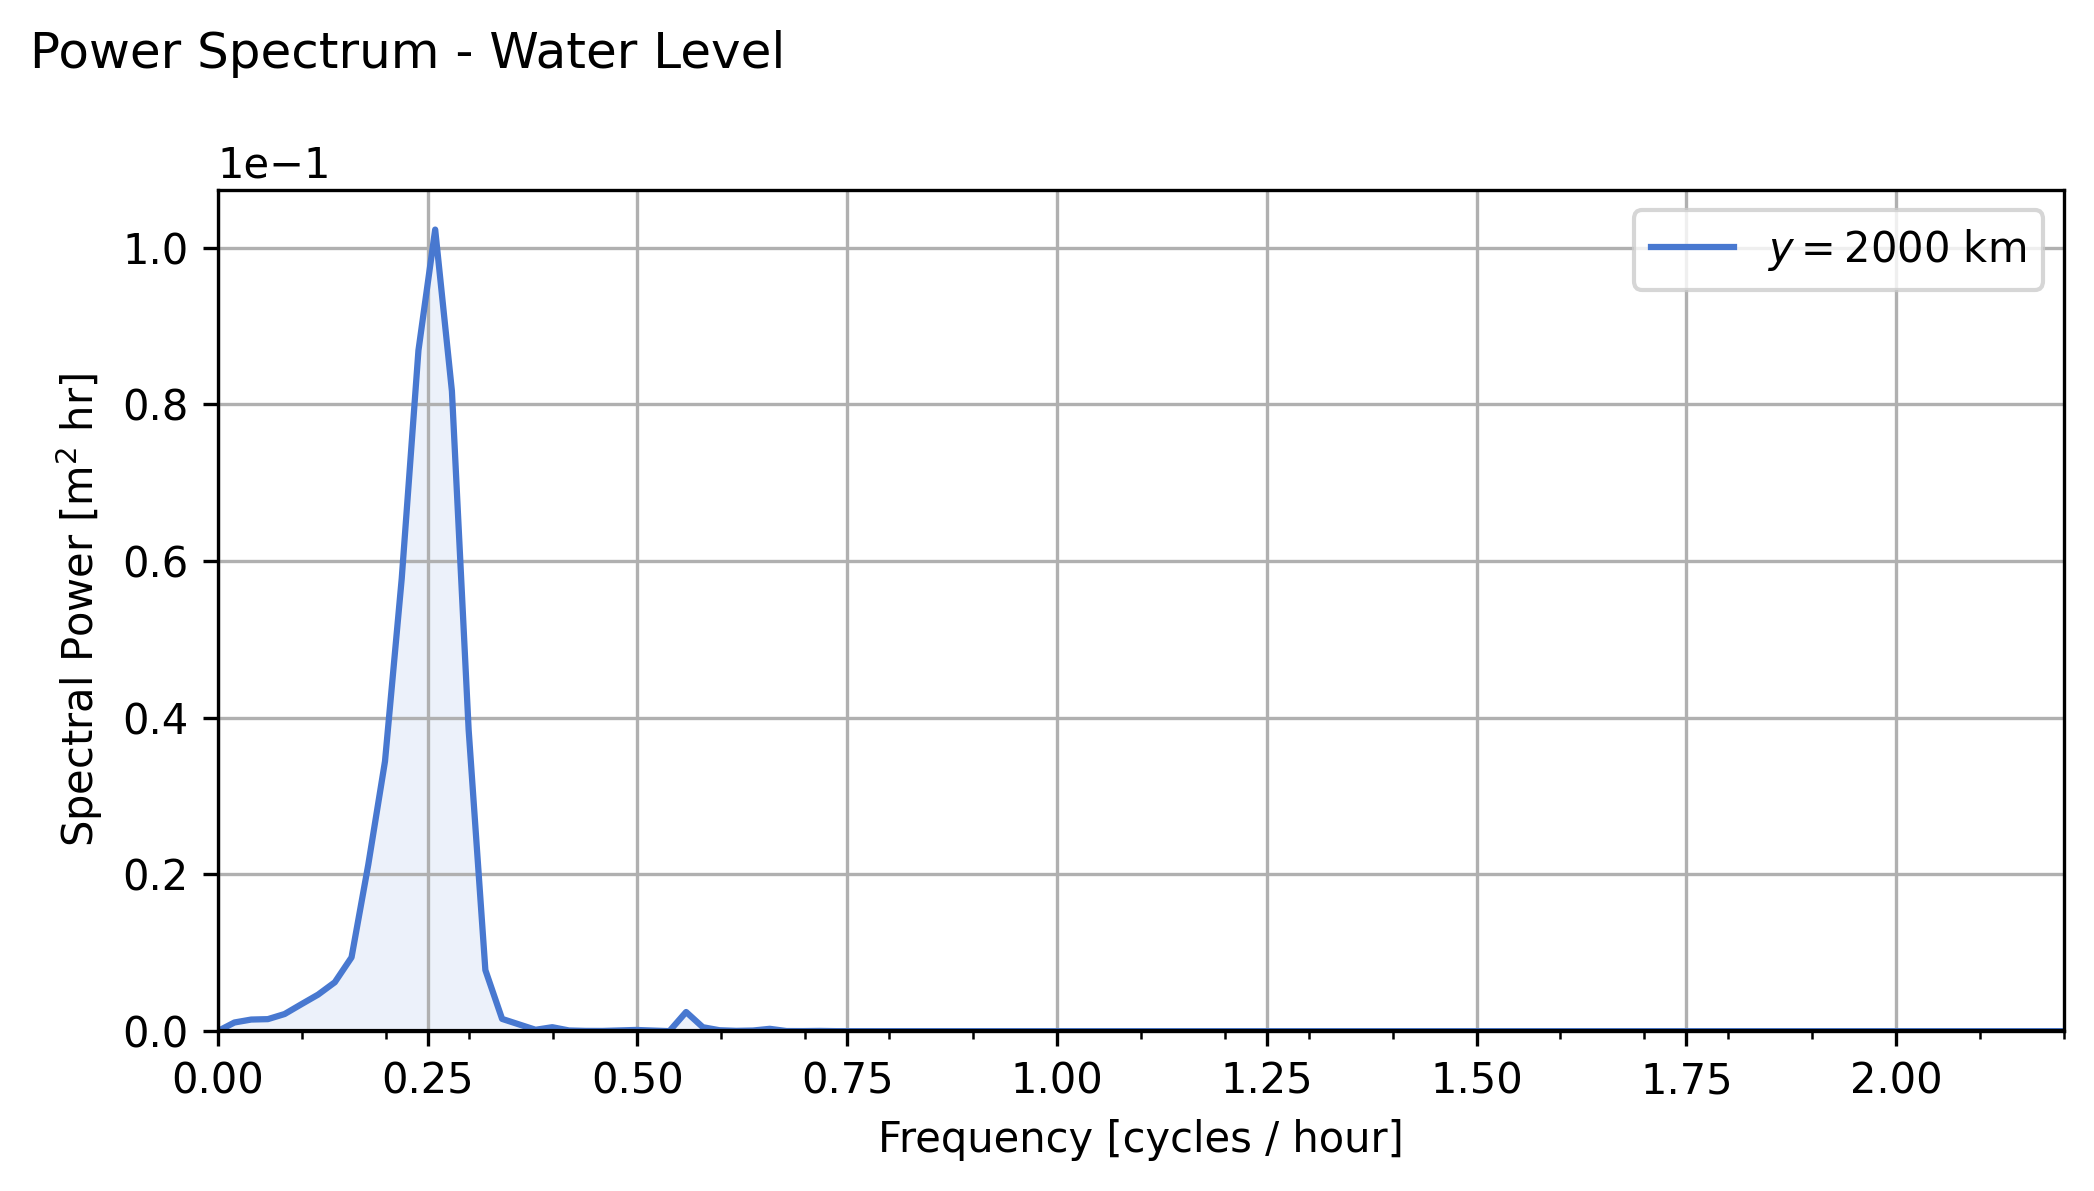 Power Spectrum - Water Level
1e−1
y = 2000 km
1.0
0.8
0.6
0.4
0.2
0.0
Spectral Power [m² hr]
0.00 0.25 0.50 0.75 1.00 1.25 1.50 1.75 2.00
Frequency [cycles / hour]